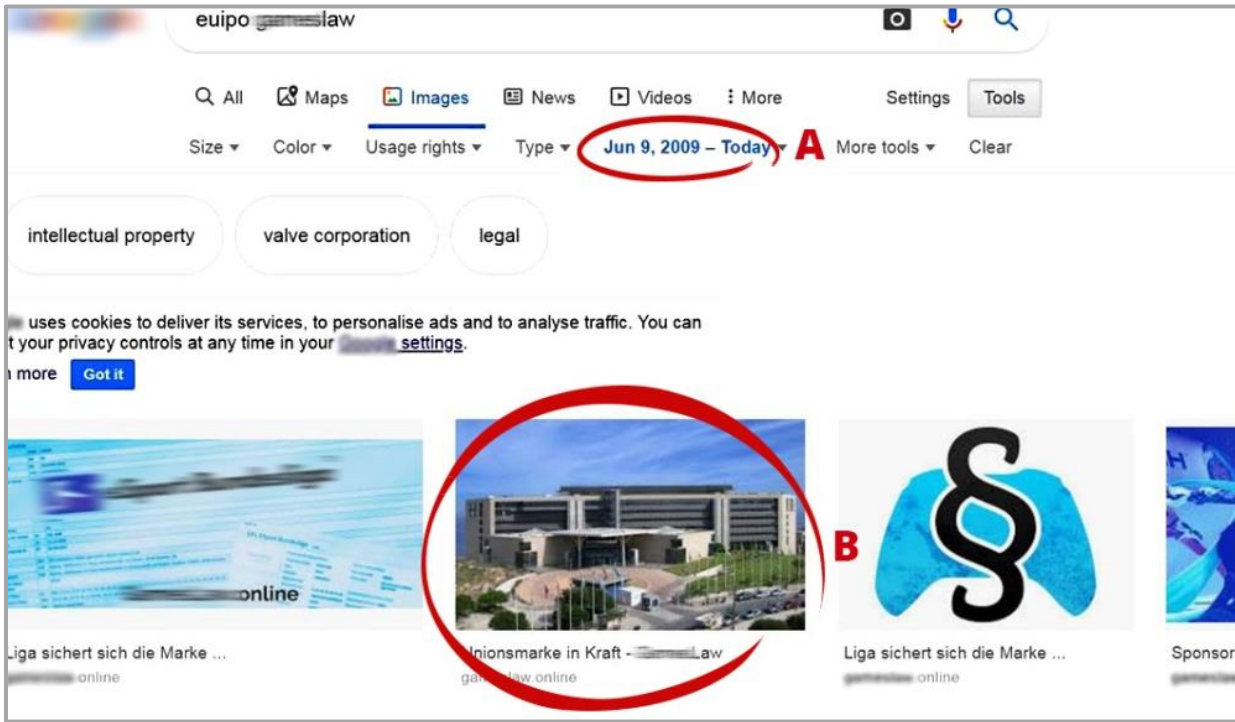 euipo law
All Maps Images News Videos More Settings Tools
Size Color Usage rights Type Jun 9, 2009 – Today A More tools Clear
intellectual property valve corporation legal
uses cookies to deliver its services, to personalise ads and to analyse traffic. You can
t your privacy controls at any time in your settings.
more Got it
B
online
Liga sichert sich die Marke ... Unionsmarke in Kraft - Law Liga sichert sich die Marke ... Sponsor
online law.online online